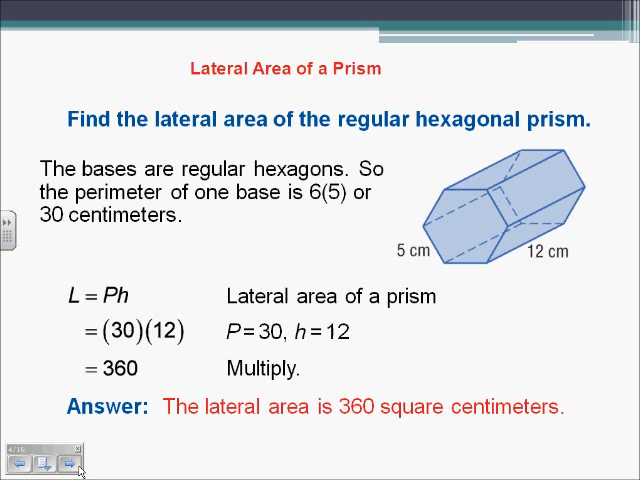 Lateral Area of a Prism
Find the lateral area of the regular hexagonal prism.
The bases are regular hexagons. So
the perimeter of one base is 6(5) or
30 centimeters.
5 cm
12 cm
L = Ph Lateral area of a prism
= (30)(12) P = 30, h = 12
= 360 Multiply.
Answer: The lateral area is 360 square centimeters.
4/16